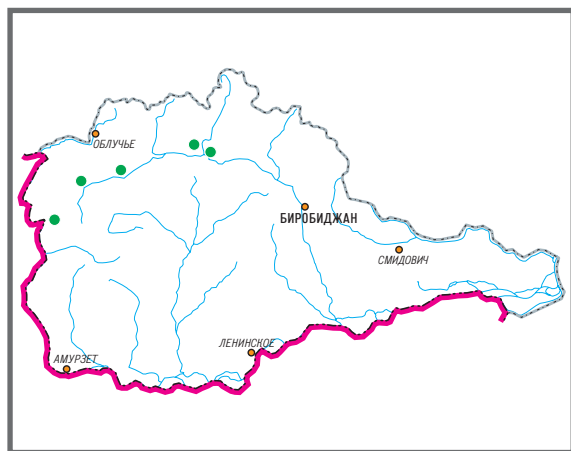 ОБЛУЧЬЕ
БИРОБИДЖАН
СМИДОВИЧ
ЛЕНИНСКОЕ
АМУРЗЕТ